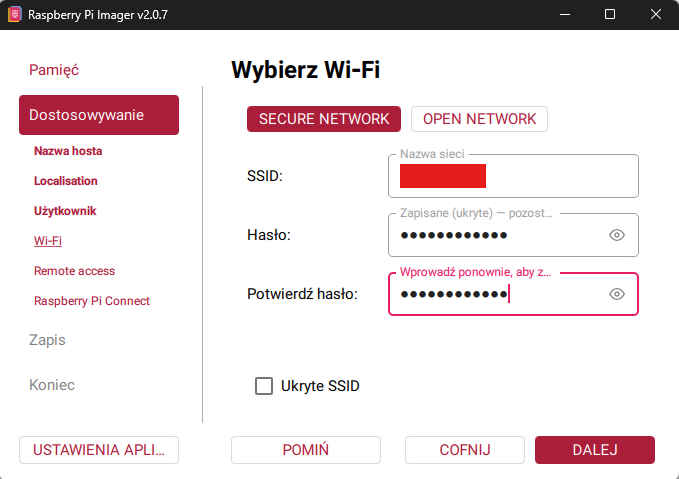 Raspberry Pi Imager v2.0.7
Pamięć
Dostosowywanie
Nazwa hosta
Localisation
Użytkownik
Wi-Fi
Remote access
Raspberry Pi Connect
Zapis
Koniec
USTAWIENIA APLI...
Wybierz Wi-Fi
SECURE NETWORK
OPEN NETWORK
SSID:
Nazwa sieci
Hasło:
Zapisane (ukryte) — pozost...
●●●●●●●●●●●●
Potwierdź hasło:
Wprowadź ponownie, aby z...
●●●●●●●●●●●●
Ukryte SSID
POMIŃ
COFNIJ
DALEJ